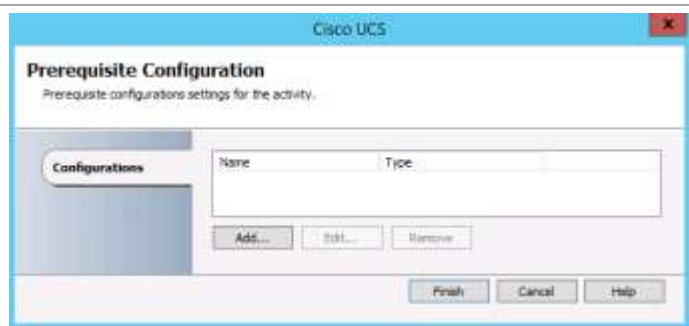 Cisco UCS
Prerequisite Configuration
Prerequisite configurations settings for the activity.
Configurations
Name Type
Add... Edit... Remove
Finish Cancel Help